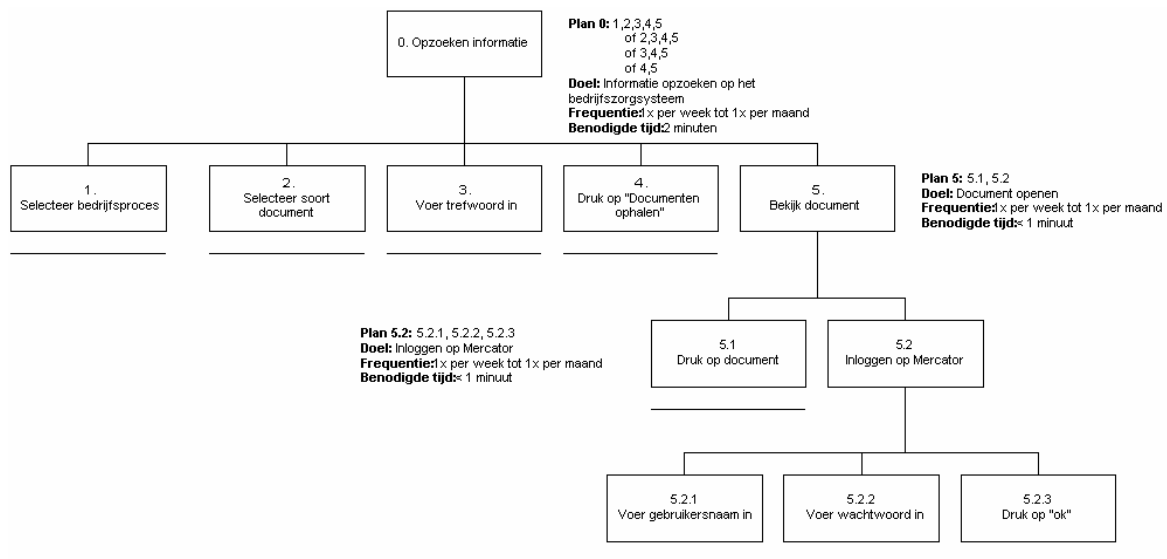 0. Opzoeken informatie
Plan 0: 1,2,3,4,5
of 2,3,4,5
of 3,4,5
of 4,5
Doel: Informatie opzoeken op het
bedrijfszorgsysteem
Frequentie:1x per week tot 1x per maand
Benodigde tijd:2 minuten
1.
Selecteer bedrijfsproces
2.
Selecteer soort
document
3.
Voer trefwoord in
4.
Druk op "Documenten
ophalen"
5.
Bekijk document
Plan 5: 5.1, 5.2
Doel: Document openen
Frequentie:1x per week tot 1x per maand
Benodigde tijd:< 1 minuut
Plan 5.2: 5.2.1, 5.2.2, 5.2.3
Doel: Inloggen op Mercator
Frequentie:1x per week tot 1x per maand
Benodigde tijd:< 1 minuut
5.1
Druk op document
5.2
Inloggen op Mercator
5.2.1
Voer gebruikersnaam in
5.2.2
Voer wachtwoord in
5.2.3
Druk op "ok"